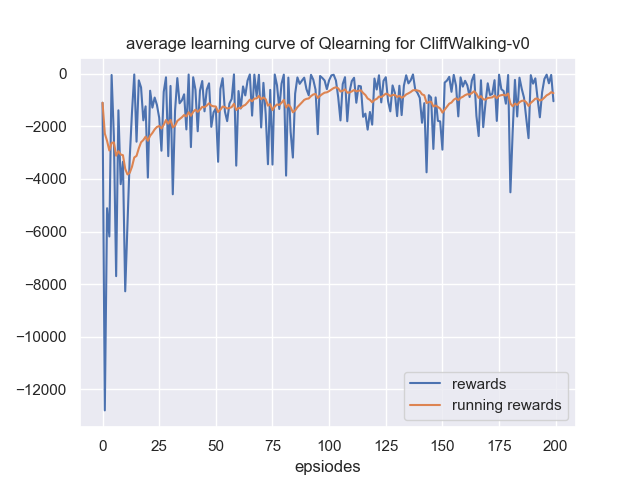 average learning curve of Qlearning for CliffWalking-v0
0
−2000
−4000
−6000
−8000
−10000
−12000
rewards
running rewards
0 25 50 75 100 125 150 175 200
epsiodes